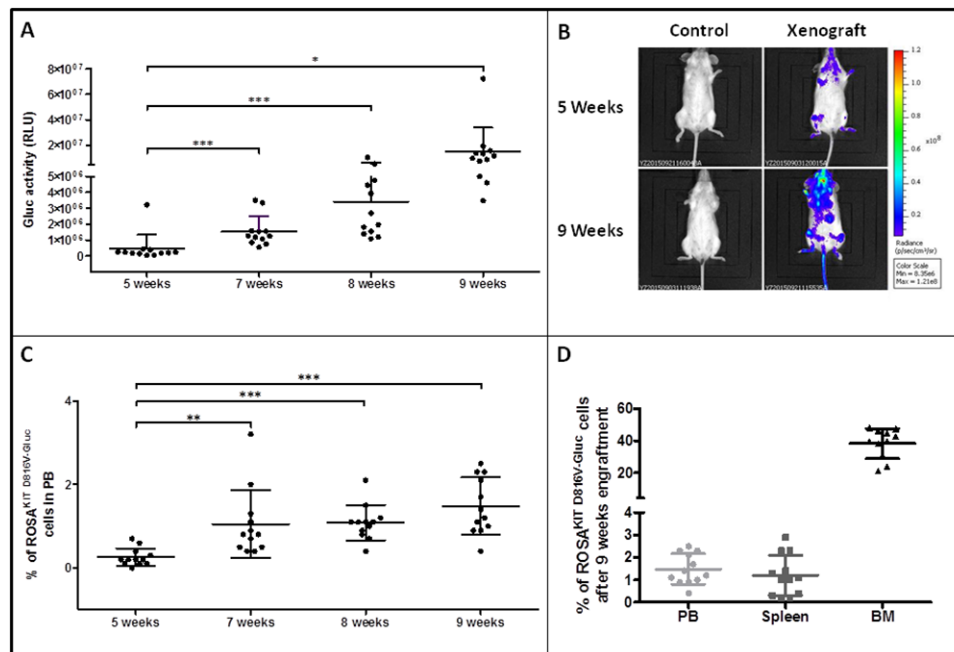 A
Gluc activity (RLU)
8×10⁰⁷
6×10⁰⁷
4×10⁰⁷
2×10⁰⁷
5×10⁰⁶
4×10⁰⁶
3×10⁰⁶
2×10⁰⁶
1×10⁰⁶
0
*
***
***
5 weeks 7 weeks 8 weeks 9 weeks
B
Control Xenograft
5 Weeks
9 Weeks
1.2
1.0
0.8
0.6
0.4
0.2
x10⁸
Radiance
(p/sec/cm²/sr)
Color Scale
Min = 8.35e6
Max = 1.21e8
C
% of ROSA^KIT D816V-Gluc
cells in PB
4
2
0
***
***
**
5 weeks 7 weeks 8 weeks 9 weeks
D
% of ROSA^KIT D816V-Gluc cells
after 9 weeks engraftment
60
40
20
4
3
2
1
0
PB Spleen BM